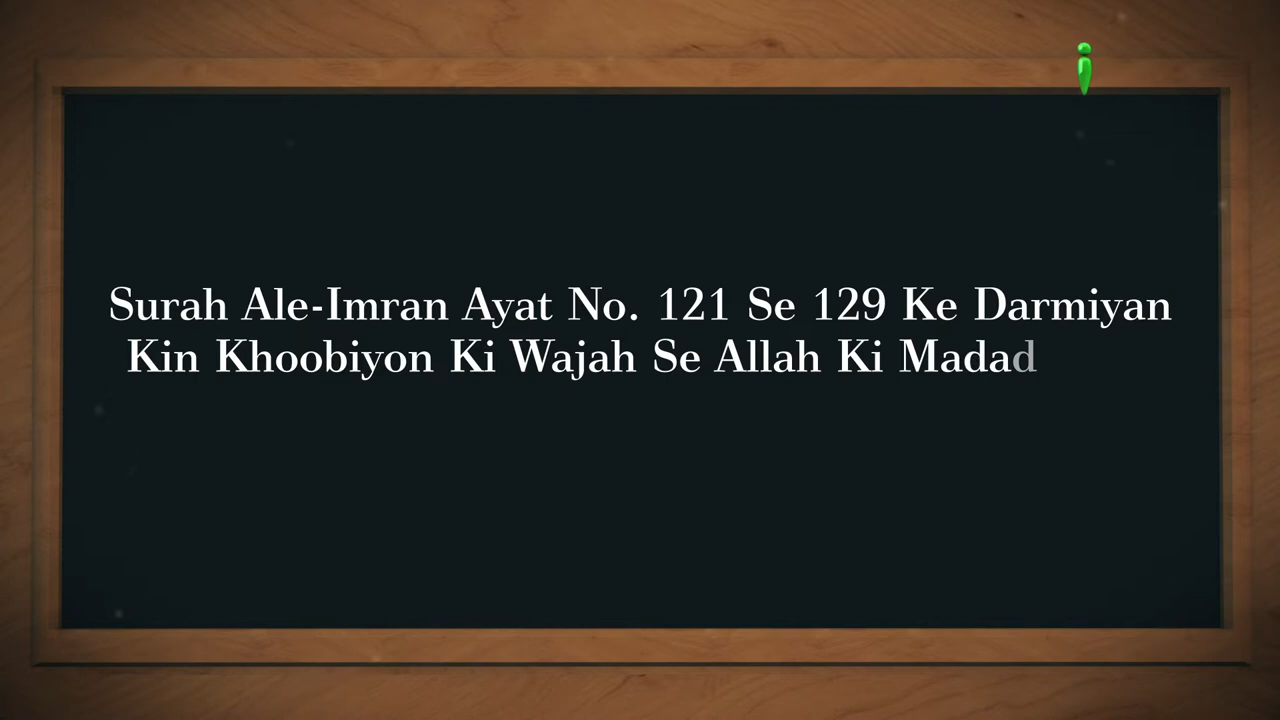 Surah Ale-Imran Ayat No. 121 Se 129 Ke Darmiyan
Kin Khoobiyon Ki Wajah Se Allah Ki Madad